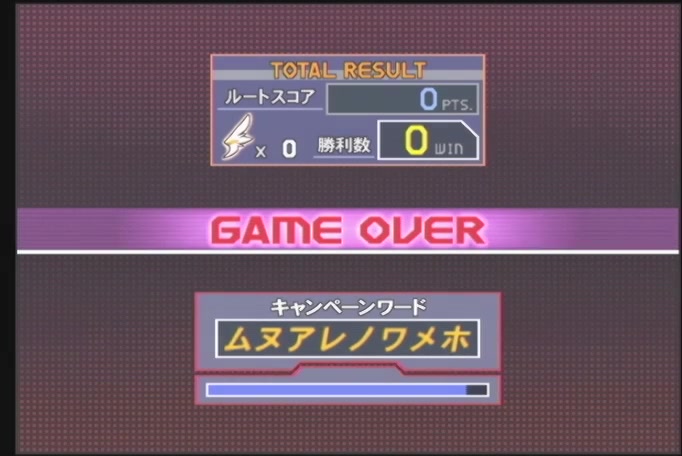 TOTAL RESULT
ルートスコア 0 PTS.
x 0 勝利数 0 WIN
GAME OVER
キャンペーンワード
ムヌアレノワメホ